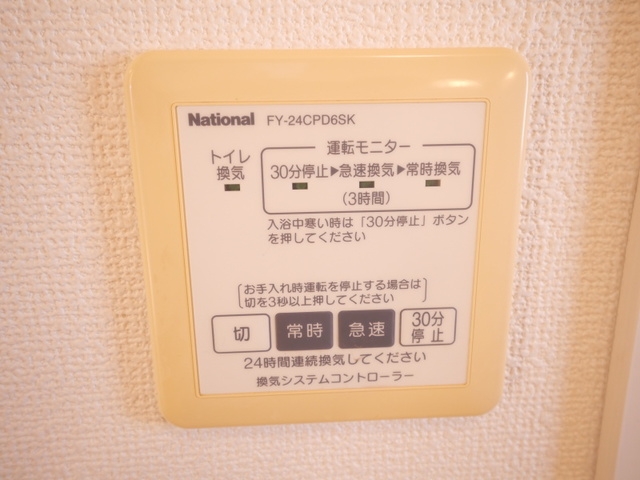 National FY-24CPD6SK
トイレ
換気
運転モニター
30分停止▶急速換気▶常時換気
(3時間)
入浴中寒い時は「30分停止」ボタン
を押してください
お手入れ時運転を停止する場合は
切を3秒以上押してください
切 常時 急速 30分
停止
24時間連続換気してください
換気システムコントローラー